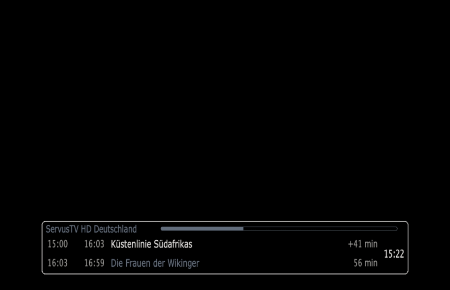 ServusTV HD Deutschland
15:00 16:03 Küstenlinie Südafrikas +41 min
15:22
16:03 16:59 Die Frauen der Wikinger 56 min